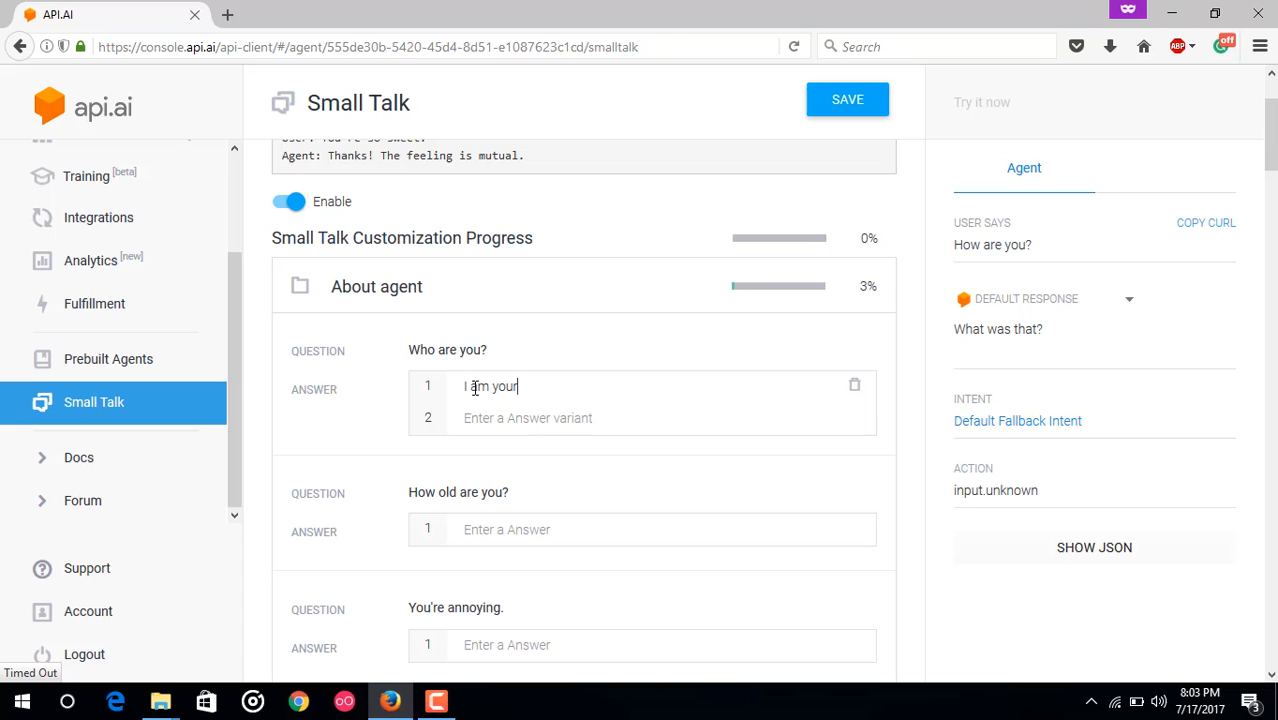 API.AI
https://console.api.ai/api-client/#/agent/555de30b-5420-45d4-8d51-e1087623c1cd/smalltalk
Search
ABP
off
api.ai
Small Talk
SAVE
Try it now
Agent: Thanks! The feeling is mutual.
Training [beta]
Integrations
Analytics [new]
Fulfillment
Prebuilt Agents
Small Talk
Docs
Forum
Support
Account
Logout
Timed Out
Enable
Small Talk Customization Progress
0%
About agent
3%
QUESTION
Who are you?
ANSWER
1 I am your
2 Enter a Answer variant
QUESTION
How old are you?
ANSWER
1 Enter a Answer
QUESTION
You're annoying.
ANSWER
1 Enter a Answer
Agent
USER SAYS
COPY CURL
How are you?
DEFAULT RESPONSE
What was that?
INTENT
Default Fallback Intent
ACTION
input.unknown
SHOW JSON
8:03 PM
7/17/2017
3